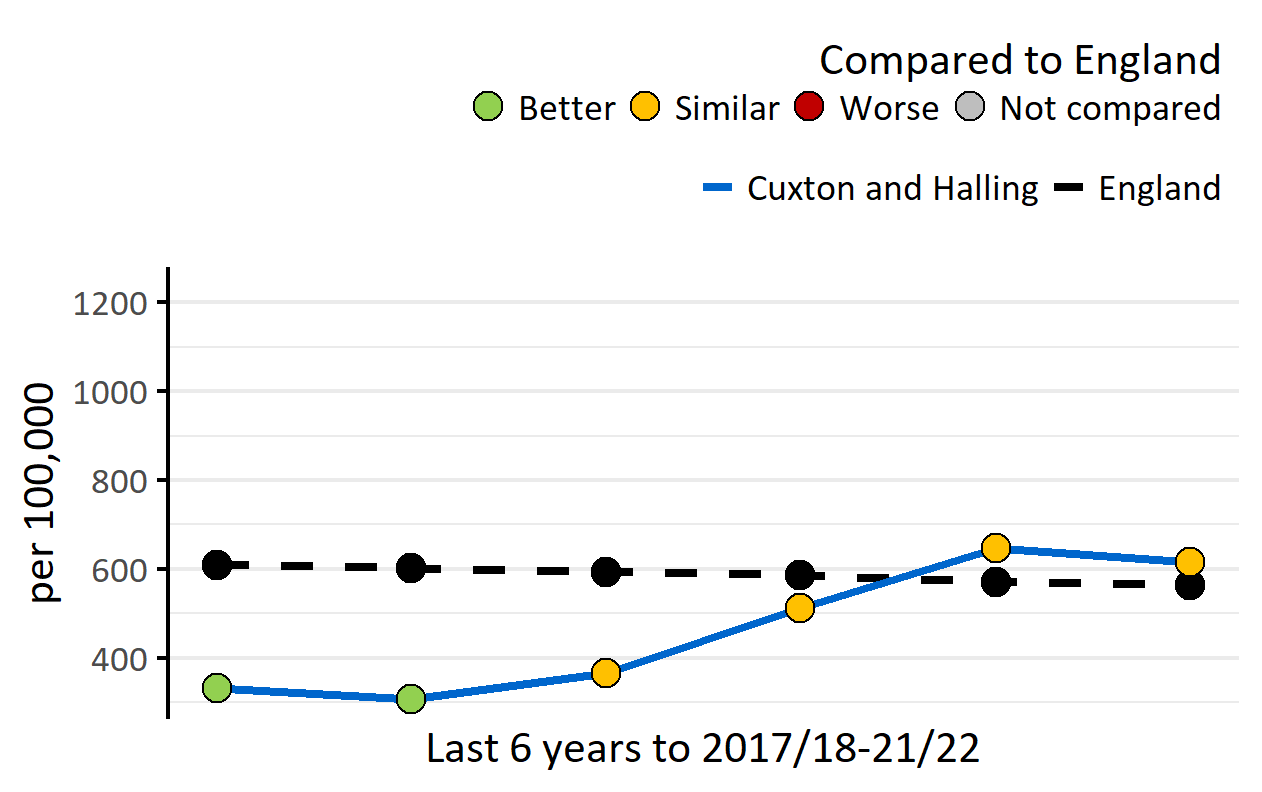 Compared to England
Better Similar Worse Not compared
Cuxton and Halling England
1200
1000
800
600
400
per 100,000
Last 6 years to 2017/18-21/22